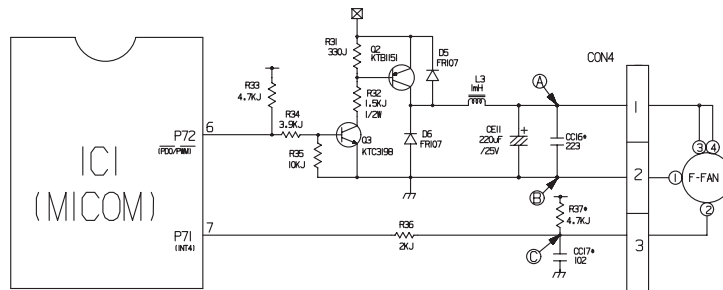 IC1
(MICOM)
P72
(PDO/PWM)
6
P71
(INT4)
7
R33
4.7KJ
R34
3.9KJ
R35
10KJ
R31
330J
R32
1.5KJ
1/2W
Q2
KTB1151
Q3
KTC3198
D5
FR107
D6
FR107
L3
1mH
CE11
220uF
/25V
+
A
CC16*
223
B
R36
2KJ
R37*
4.7KJ
C
CC17*
102
CON4
1
2
3
3
4
1
F-FAN
2